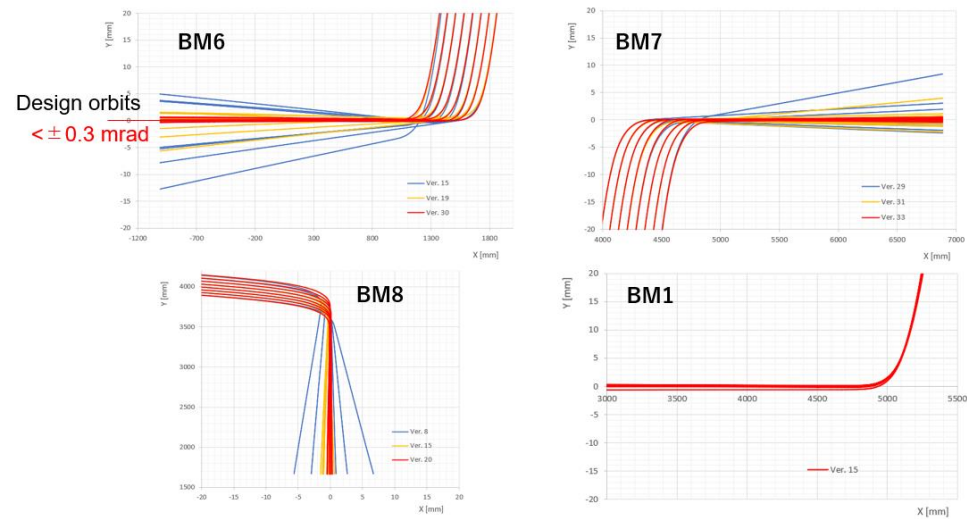 BM6
Y [mm]
20
15
10
5
0
-5
-10
-15
-20
-1200
-700
-200
300
800
1300
1800
X [mm]
Ver. 15
Ver. 19
Ver. 30
Design orbits
<±0.3 mrad
BM7
Y [mm]
20
15
10
5
0
-5
-10
-15
-20
4000
4500
5000
5500
6000
6500
7000
X [mm]
Ver. 29
Ver. 31
Ver. 33
BM8
Y [mm]
4000
3500
3000
2500
2000
1500
-20
-15
-10
-5
0
5
10
15
20
X [mm]
Ver. 8
Ver. 15
Ver. 20
BM1
Y [mm]
20
15
10
5
0
-5
-10
-15
-20
3000
3500
4000
4500
5000
5500
X [mm]
Ver. 15